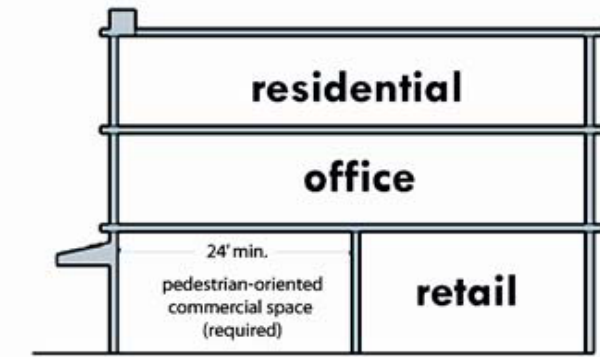 residential
office
24' min.
pedestrian-oriented
commercial space
(required)
retail